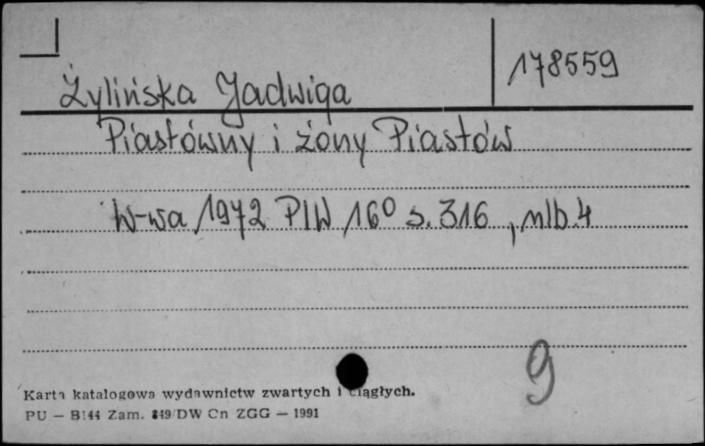 178559
Żylińska Jadwiga
Piastówny i żony Piastów
W-wa 1972 PIW 16° s. 316, nlb. 4
9
Karta katalogowa wydawnictw zwartych i ciągłych.
PU — B144 Zam. 849/DW Cn ZGG — 1991